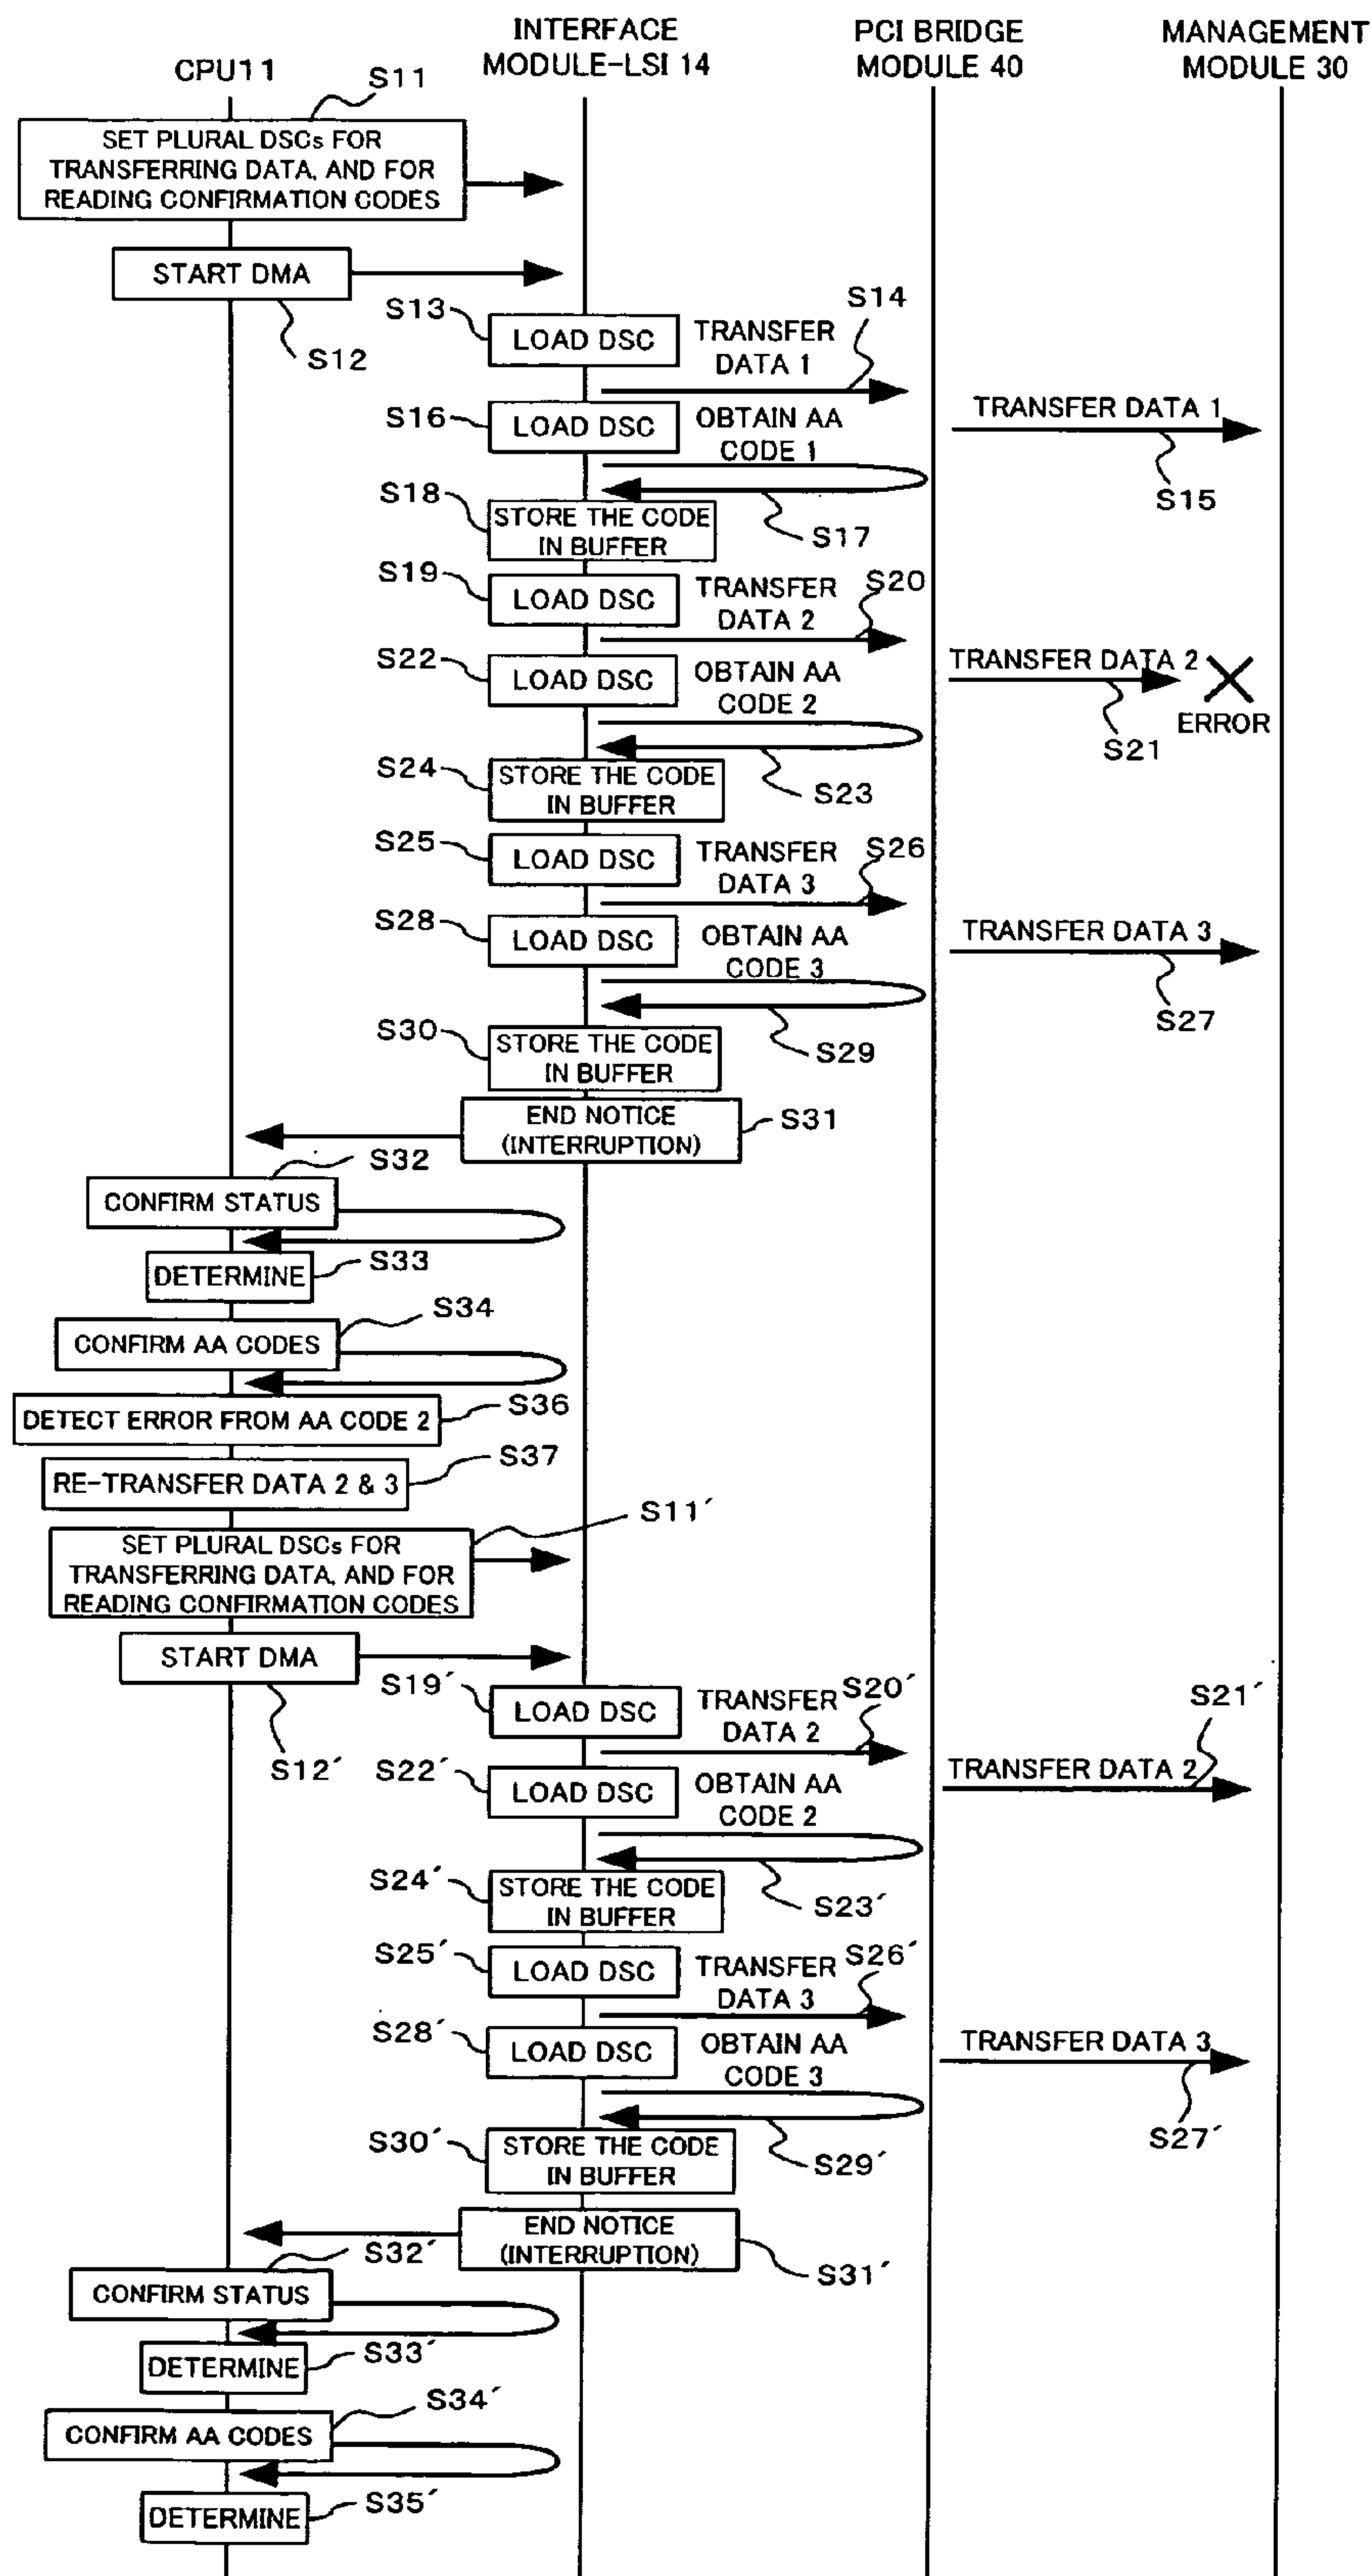 INTERFACE
MODULE-LSI 14
PCI BRIDGE
MODULE 40
MANAGEMENT
MODULE 30
CPU11
S11
SET PLURAL DSCs FOR
TRANSFERRING DATA, AND FOR
READING CONFIRMATION CODES
START DMA
S12
S13
LOAD DSC
TRANSFER
DATA 1
S14
S16
LOAD DSC
OBTAIN AA
CODE 1
TRANSFER DATA 1
S15
S18
STORE THE CODE
IN BUFFER
S17
S19
LOAD DSC
TRANSFER
DATA 2
S20
S22
LOAD DSC
OBTAIN AA
CODE 2
TRANSFER DATA 2
ERROR
S21
S24
STORE THE CODE
IN BUFFER
S23
S25
LOAD DSC
TRANSFER
DATA 3
S26
S28
LOAD DSC
OBTAIN AA
CODE 3
TRANSFER DATA 3
S27
S30
STORE THE CODE
IN BUFFER
S29
END NOTICE
(INTERRUPTION)
S31
S32
CONFIRM STATUS
S33
DETERMINE
S34
CONFIRM AA CODES
S36
DETECT ERROR FROM AA CODE 2
S37
RE-TRANSFER DATA 2 & 3
S11´
SET PLURAL DSCs FOR
TRANSFERRING DATA, AND FOR
READING CONFIRMATION CODES
START DMA
S12´
S19´
LOAD DSC
TRANSFER
DATA 2
S20´
S21´
S22´
LOAD DSC
OBTAIN AA
CODE 2
TRANSFER DATA 2
S24´
STORE THE CODE
IN BUFFER
S23´
S25´
LOAD DSC
TRANSFER
DATA 3
S26´
S28´
LOAD DSC
OBTAIN AA
CODE 3
TRANSFER DATA 3
S27´
S30´
STORE THE CODE
IN BUFFER
S29´
END NOTICE
(INTERRUPTION)
S31´
S32´
CONFIRM STATUS
S33´
DETERMINE
S34´
CONFIRM AA CODES
S35´
DETERMINE